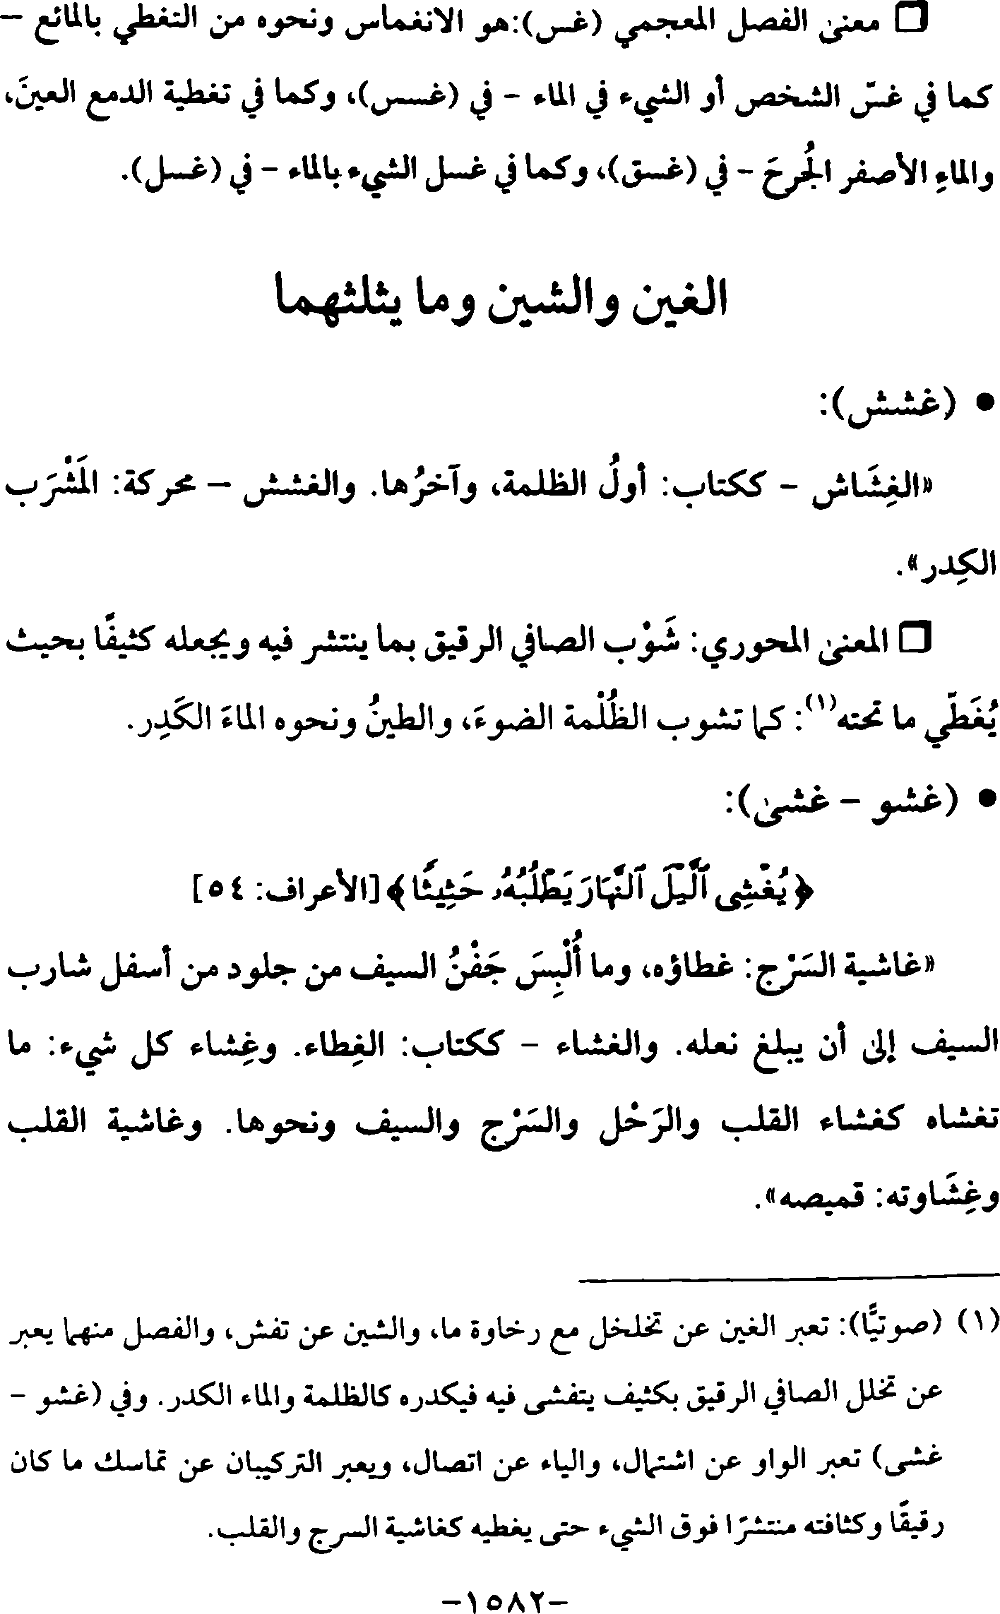 ❒ معنى الفصل المعجمي (غس):هو الانغماس ونحوه من التغطي بالمائع –
كما في غسّ الشخص أو الشيء في الماء - في (غسس)، وكما في تغطية الدمع العينَ،
والماءِ الأصفر الجُرحَ - في (غسق)، وكما في غسل الشيء بالماء - في (غسل).
الغين والشين وما يثلثهما
• (غشش):
«الغِشَاش - ككتاب: أولُ الظلمة، وآخرُها. والغشش – محركة: المَشْرَب
الكِدر».
❒ المعنى المحوري: شَوْب الصافي الرقيق بما ينتشر فيه ويجعله كثيفًا بحيث
يُغَطِّي ما تحته(١): كما تشوب الظُلْمة الضوءَ، والطينُ ونحوه الماءَ الكَدِر.
• (غشو - غشى):
﴿يُغْشِى ٱلَّيْلَ ٱلنَّهَارَ يَطْلُبُهُۥ حَثِيثًا﴾ [الأعراف: ٥٤]
«غاشية السَرْج: غطاؤه، وما أُلْبِسَ جَفْنُ السيف من جلود من أسفل شارب
السيف إلى أن يبلغ نعله. والغشاء - ككتاب: الغِطاء. وغِشاء كل شيء: ما
تغشاه كغشاء القلب والرَحْل والسَرْج والسيف ونحوها. وغاشية القلب
وغِشَاوته: قميصه».
(١) (صوتيًّا): تعبر الغين عن تخلخل مع رخاوة ما، والشين عن تفش، والفصل منهما يعبر
عن تخلل الصافي الرقيق بكثيف يتفشى فيه فيكدره كالظلمة والماء الكدر. وفي (غشو -
غشى) تعبر الواو عن اشتمال، والياء عن اتصال، ويعبر التركيبان عن تماسك ما كان
رقيقًا وكثافته منتشرًا فوق الشيء حتى يغطيه كغاشية السرج والقلب.
-١٥٨٢-